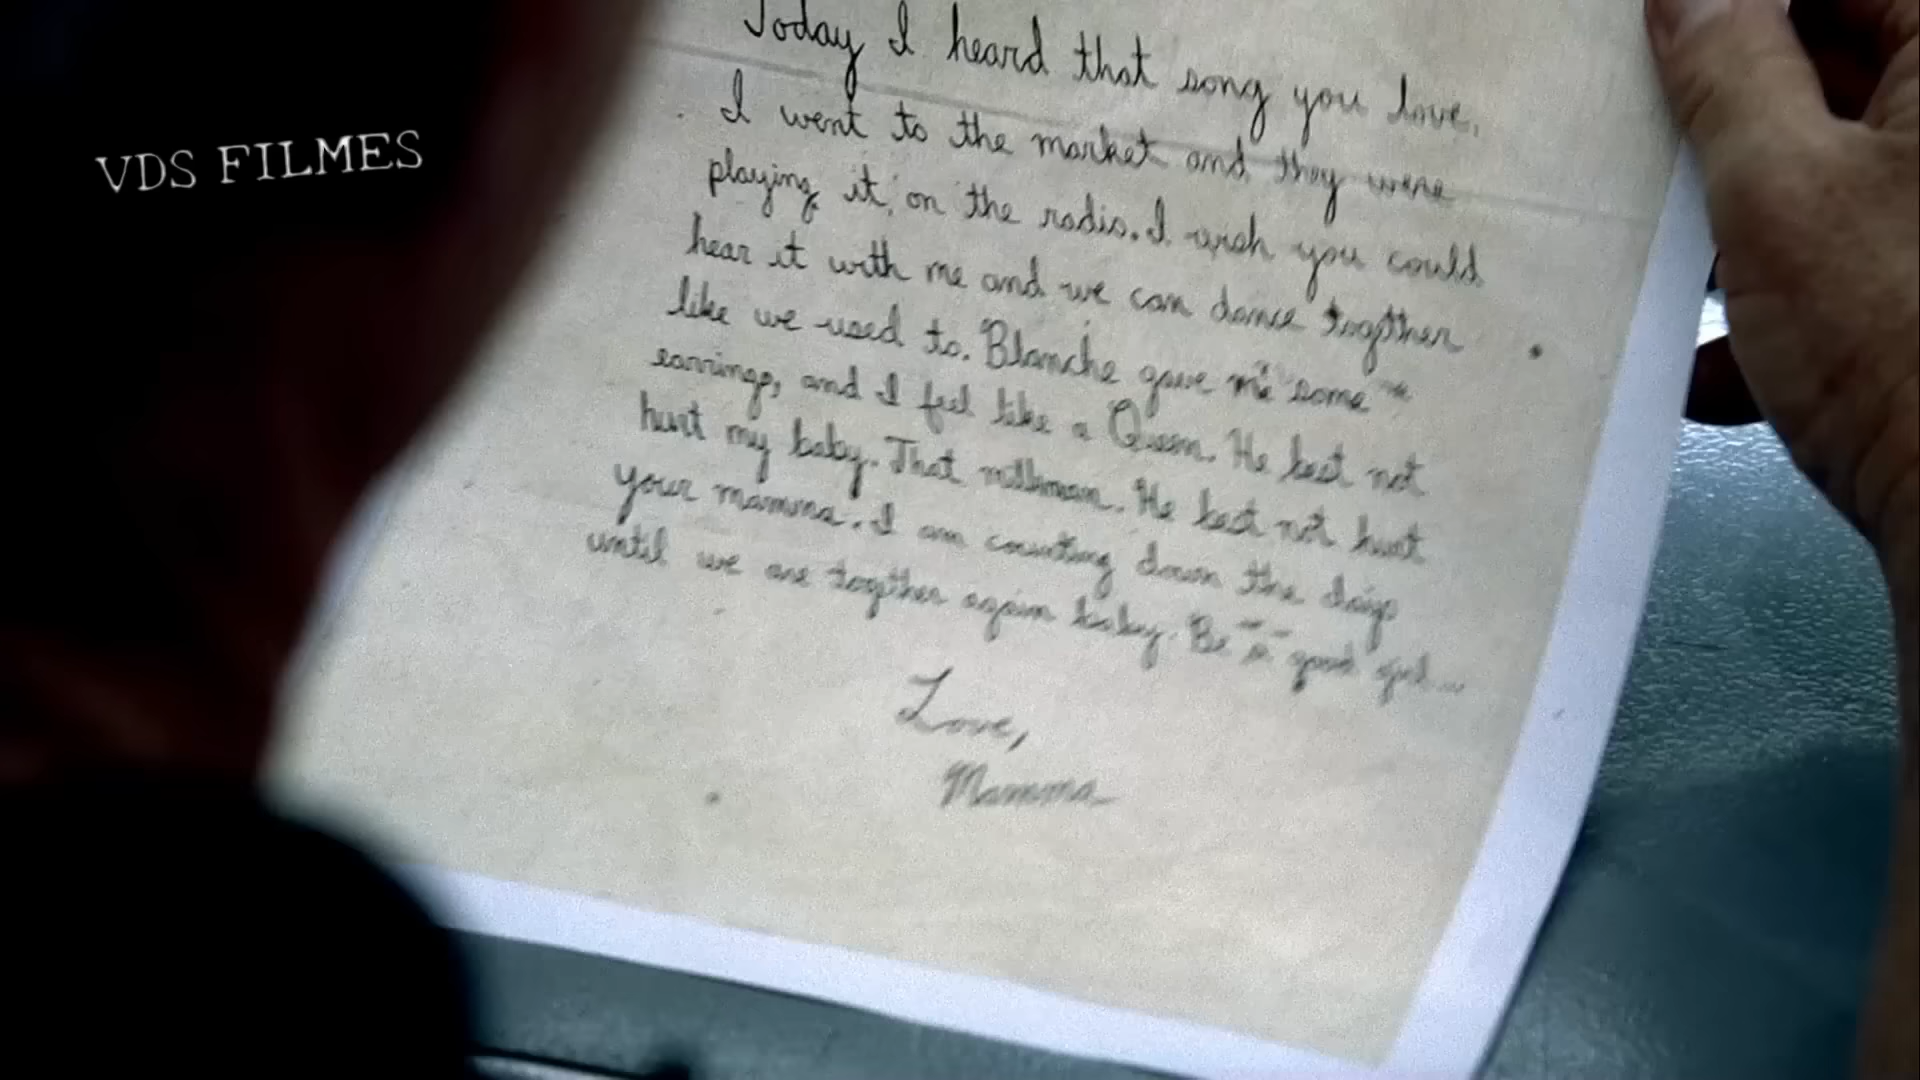 VDS FILMES
Today I heard that song you love.
I went to the market and they were
playing it on the radio. I wish you could
hear it with me and we can dance together
like we used to. Blanche gave me some
earrings, and I feel like a Queen. He best not
hurt my baby. That milkman. He best not hurt
your mamma. I am counting down the days
until we are together again baby. Be a good girl...
Love,
Mamma